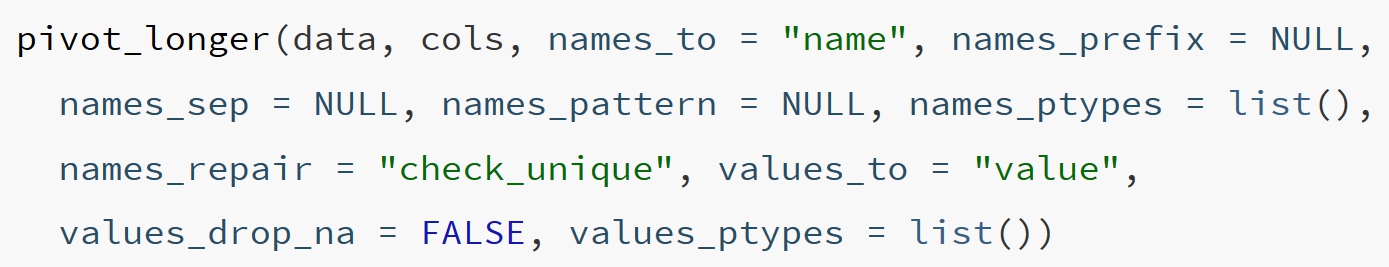 pivot_longer(data, cols, names_to = "name", names_prefix = NULL,
names_sep = NULL, names_pattern = NULL, names_ptypes = list(),
names_repair = "check_unique", values_to = "value",
values_drop_na = FALSE, values_ptypes = list())